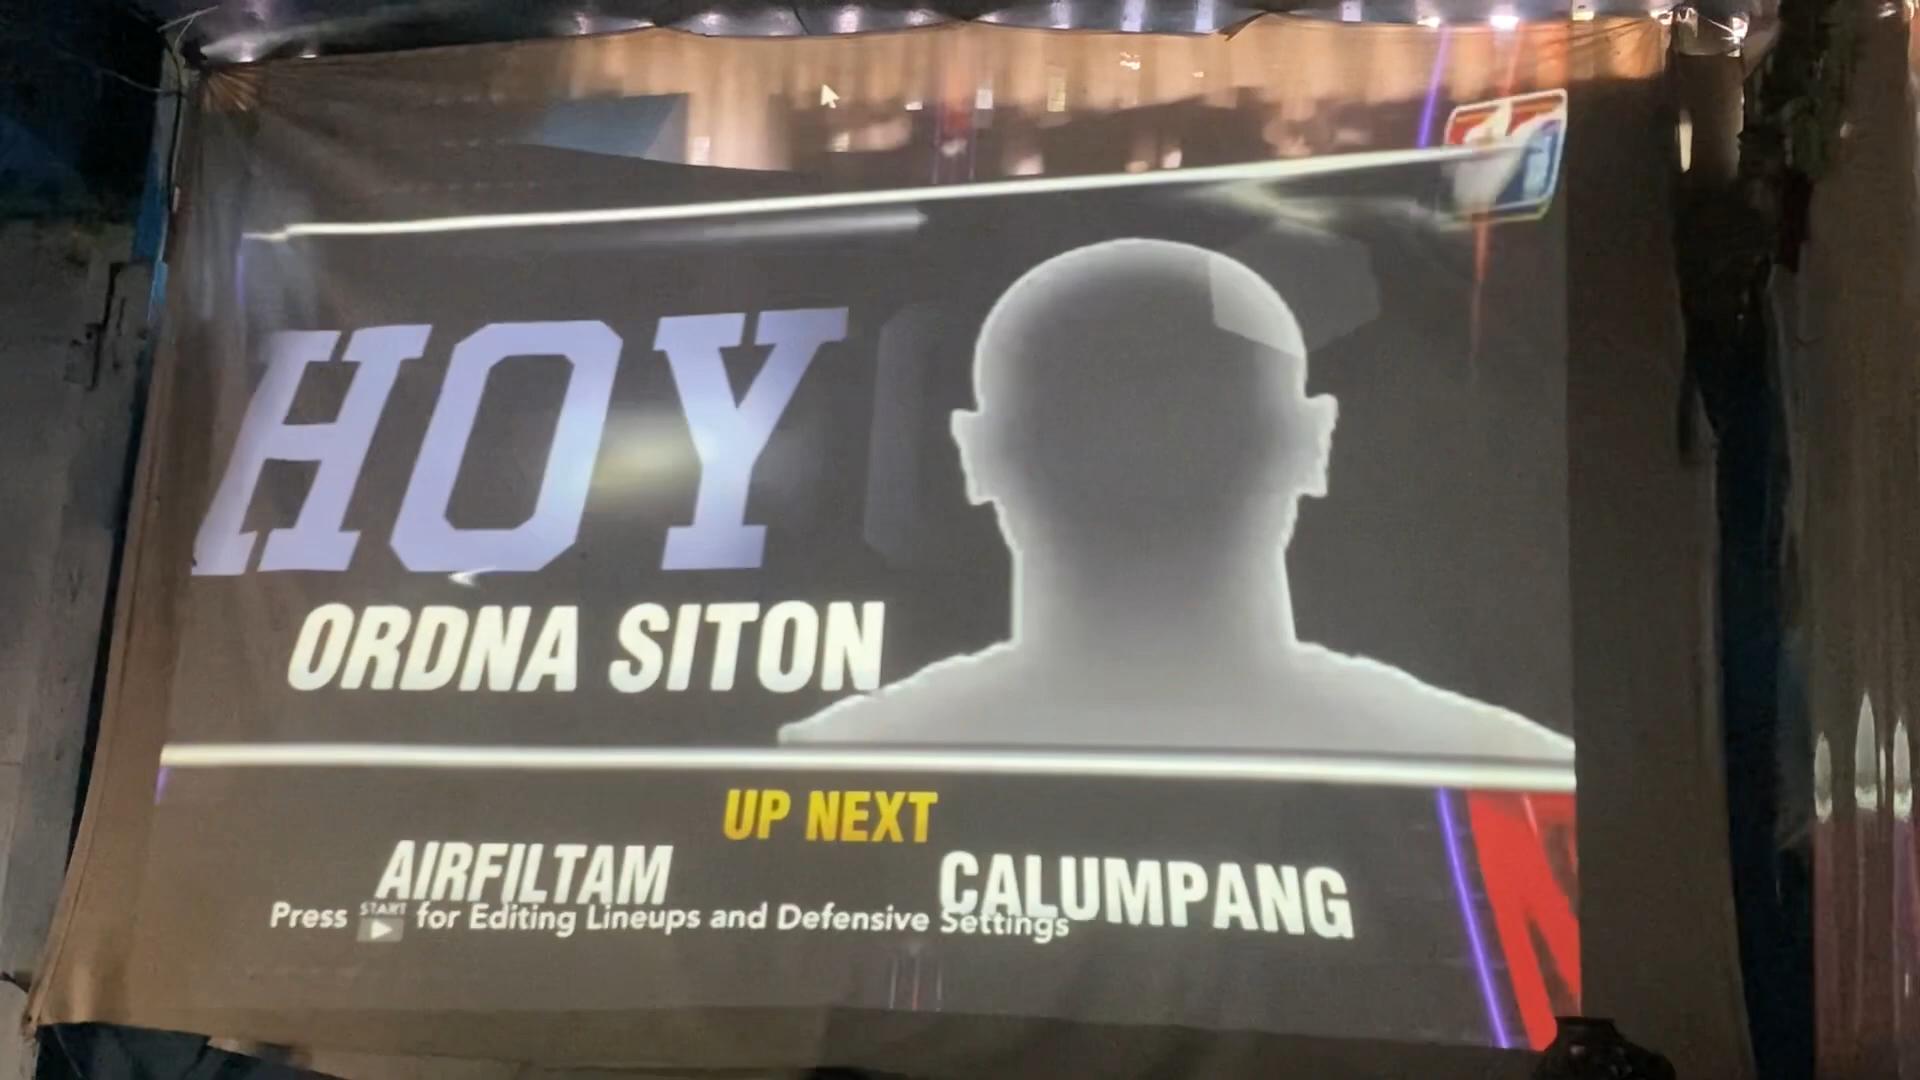 HOY
ORDNA SITON
UP NEXT
AIRFILTAM CALUMPANG
Press START for Editing Lineups and Defensive Settings